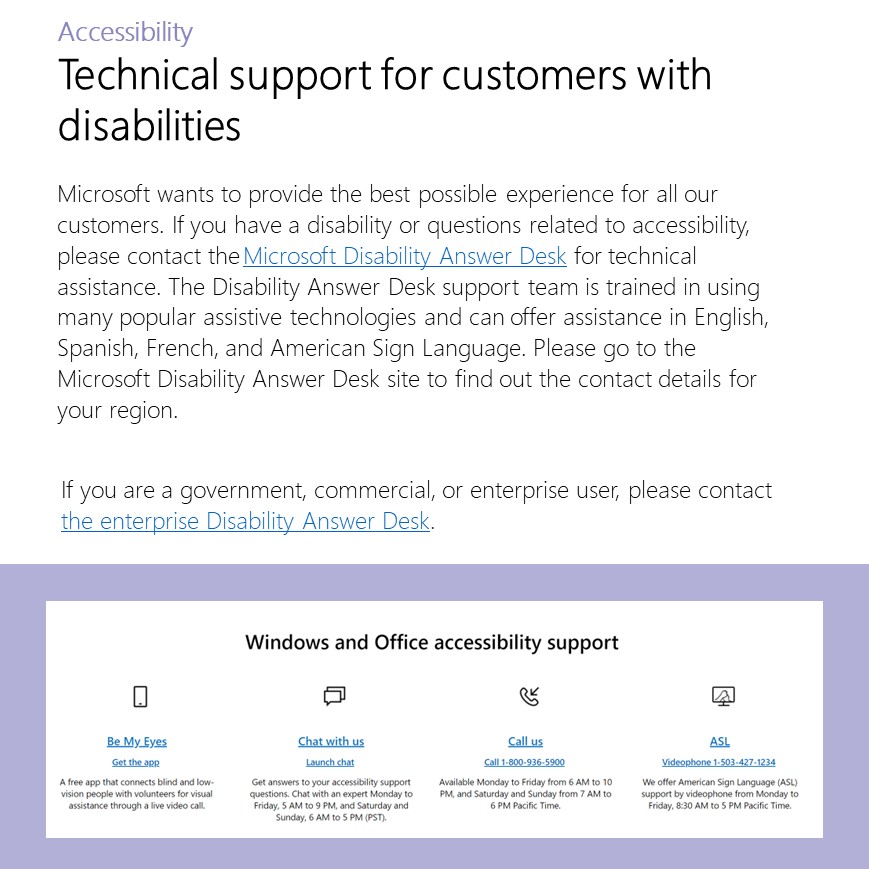 Accessibility
Technical support for customers with
disabilities
Microsoft wants to provide the best possible experience for all our
customers. If you have a disability or questions related to accessibility,
please contact the Microsoft Disability Answer Desk for technical
assistance. The Disability Answer Desk support team is trained in using
many popular assistive technologies and can offer assistance in English,
Spanish, French, and American Sign Language. Please go to the
Microsoft Disability Answer Desk site to find out the contact details for
your region.
If you are a government, commercial, or enterprise user, please contact
the enterprise Disability Answer Desk.
Windows and Office accessibility support
Be My Eyes
Get the app
A free app that connects blind and low-
vision people with volunteers for visual
assistance through a live video call.
Chat with us
Launch chat
Get answers to your accessibility support
questions. Chat with an expert Monday to
Friday, 5 AM to 9 PM, and Saturday and
Sunday, 6 AM to 5 PM (PST).
Call us
Call 1-800-936-5900
Available Monday to Friday from 6 AM to 10
PM, and Saturday and Sunday from 7 AM to
6 PM Pacific Time.
ASL
Videophone 1-503-427-1234
We offer American Sign Language (ASL)
support by videophone from Monday to
Friday, 8:30 AM to 5 PM Pacific Time.